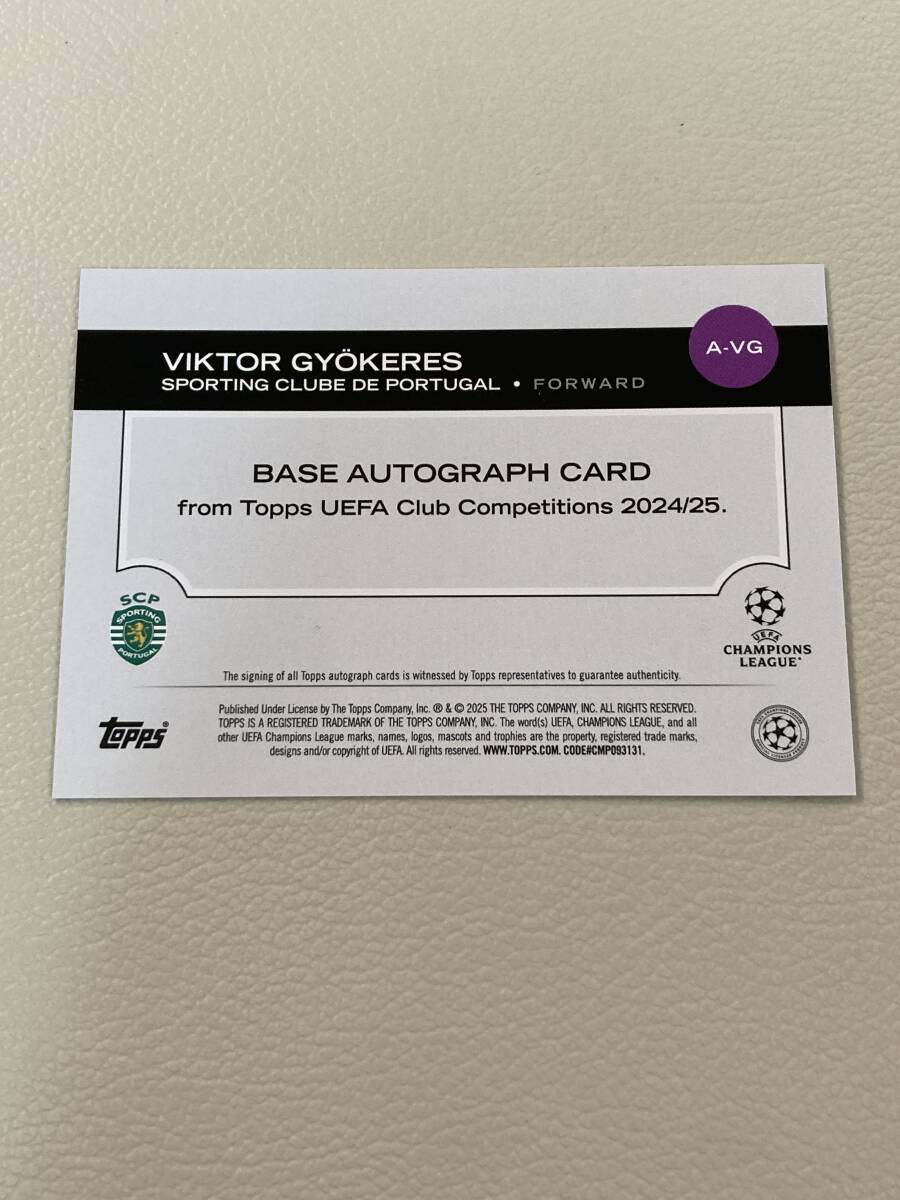 VIKTOR GYÖKERES
SPORTING CLUBE DE PORTUGAL • FORWARD
A-VG
BASE AUTOGRAPH CARD
from Topps UEFA Club Competitions 2024/25.
SCP
SPORTING
PORTUGAL
UEFA
CHAMPIONS
LEAGUE®
The signing of all Topps autograph cards is witnessed by Topps representatives to guarantee authenticity.
topps®
Published Under License by The Topps Company, Inc. ® & © 2025 THE TOPPS COMPANY, INC. ALL RIGHTS RESERVED.
TOPPS IS A REGISTERED TRADEMARK OF THE TOPPS COMPANY, INC. The word(s) UEFA, CHAMPIONS LEAGUE, and all
other UEFA Champions League marks, names, logos, mascots and trophies are the property, registered trade marks,
designs and/or copyright of UEFA. All rights reserved. WWW.TOPPS.COM. CODE#CMP093131.